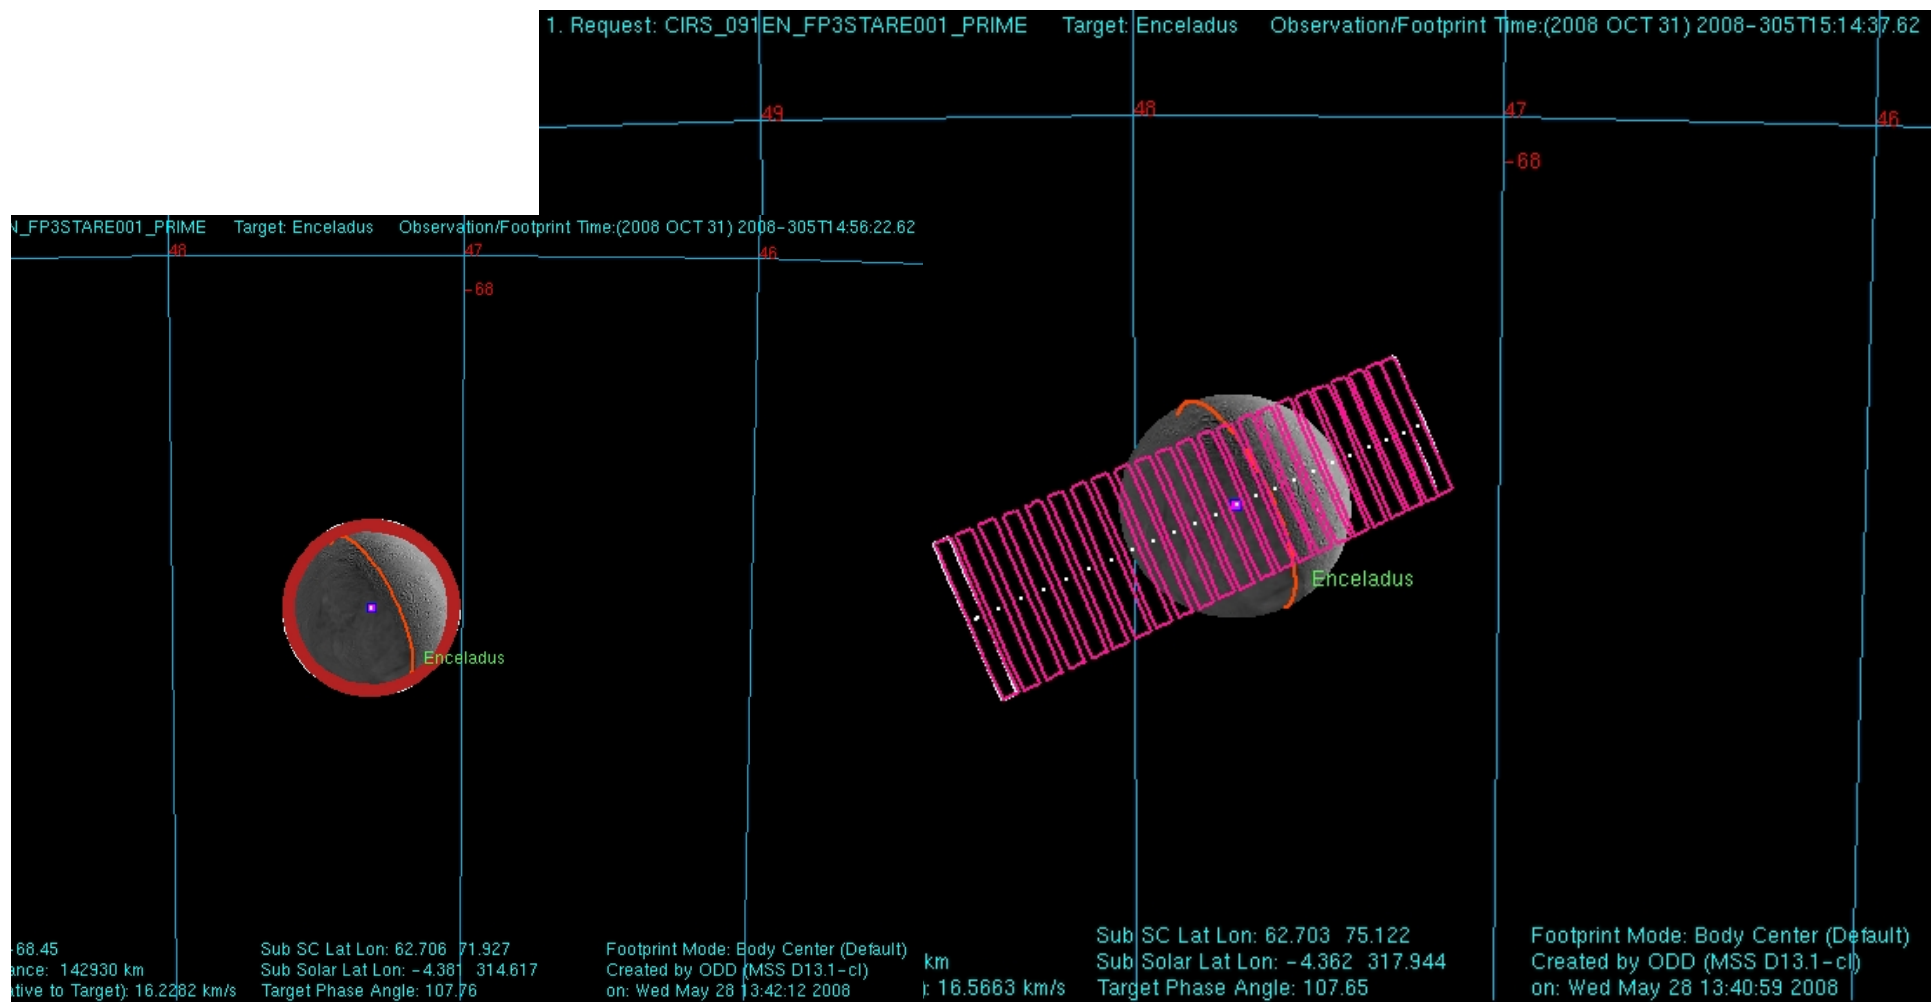 1. Request: CIRS_091EN_FP3STARE001_PRIME Target: Enceladus Observation/Footprint Time:(2008 OCT 31) 2008-305T15:14:37.62
49 48 47 46
-68
N_FP3STARE001_PRIME Target: Enceladus Observation/Footprint Time:(2008 OCT 31) 2008-305T14:56:22.62
48 47 46
-68
Enceladus
Enceladus
-68.45 Sub SC Lat Lon: 62.706 71.927 Footprint Mode: Body Center (Default)
ance: 142930 km Sub Solar Lat Lon: -4.381 314.617 Created by ODD (MSS D13.1-cl)
ative to Target): 16.2282 km/s Target Phase Angle: 107.76 on: Wed May 28 13:42:12 2008
Sub SC Lat Lon: 62.703 75.122 Footprint Mode: Body Center (Default)
km Sub Solar Lat Lon: -4.362 317.944 Created by ODD (MSS D13.1-cl)
): 16.5663 km/s Target Phase Angle: 107.65 on: Wed May 28 13:40:59 2008